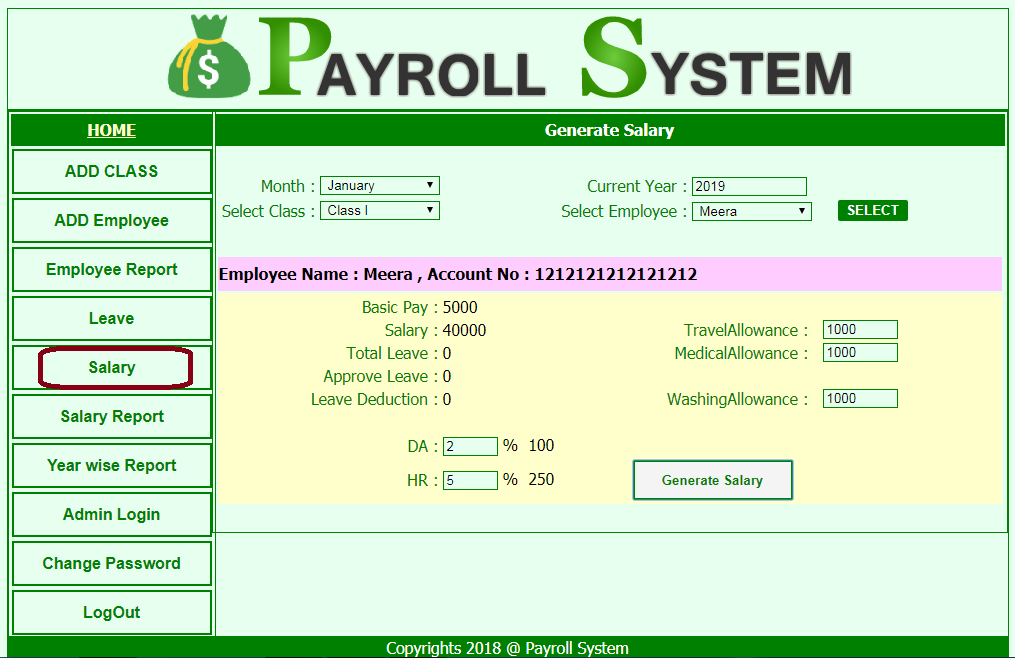 $ PAYROLL SYSTEM
HOME
Generate Salary
ADD CLASS
ADD Employee
Employee Report
Leave
Salary
Salary Report
Year wise Report
Admin Login
Change Password
LogOut
Month : January Current Year : 2019
Select Class : Class I Select Employee : Meera SELECT
Employee Name : Meera , Account No : 1212121212121212
Basic Pay : 5000
Salary : 40000 TravelAllowance : 1000
Total Leave : 0 MedicalAllowance : 1000
Approve Leave : 0
Leave Deduction : 0 WashingAllowance : 1000
DA : 2 % 100
HR : 5 % 250 Generate Salary
Copyrights 2018 @ Payroll System